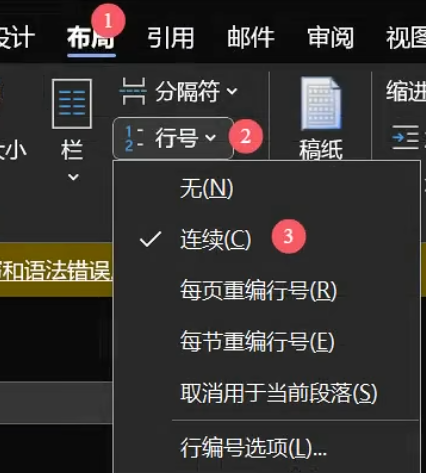 设计 布局 1 引用 邮件 审阅 视图
分隔符 缩进
大小 栏 行号 2 稿纸
无(N)
连续(C) 3
和语法错误
每页重编行号(R)
每节重编行号(E)
取消用于当前段落(S)
行编号选项(L)...